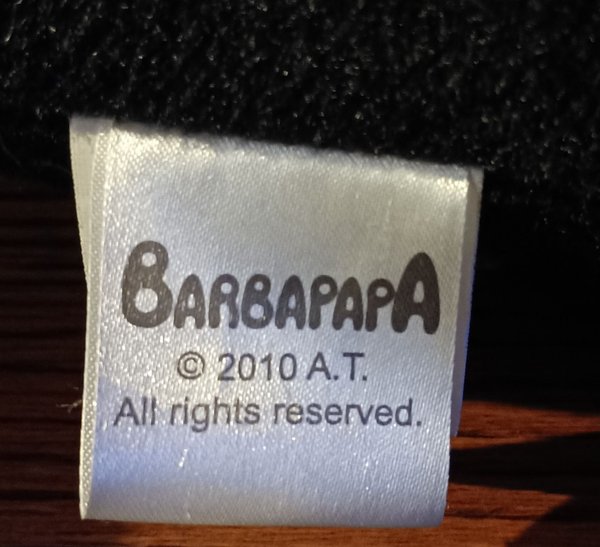 BARBAPAPA
© 2010 A.T.
All rights reserved.